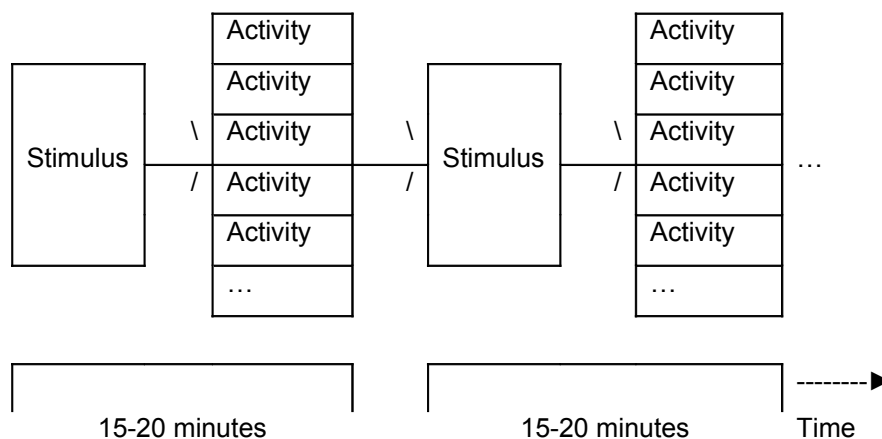 Activity
Activity
Activity
Activity
Activity
Activity
Stimulus
\
\
Stimulus
\
…
/
Activity
/
/
Activity
Activity
Activity
…
…
15-20 minutes
15-20 minutes
Time